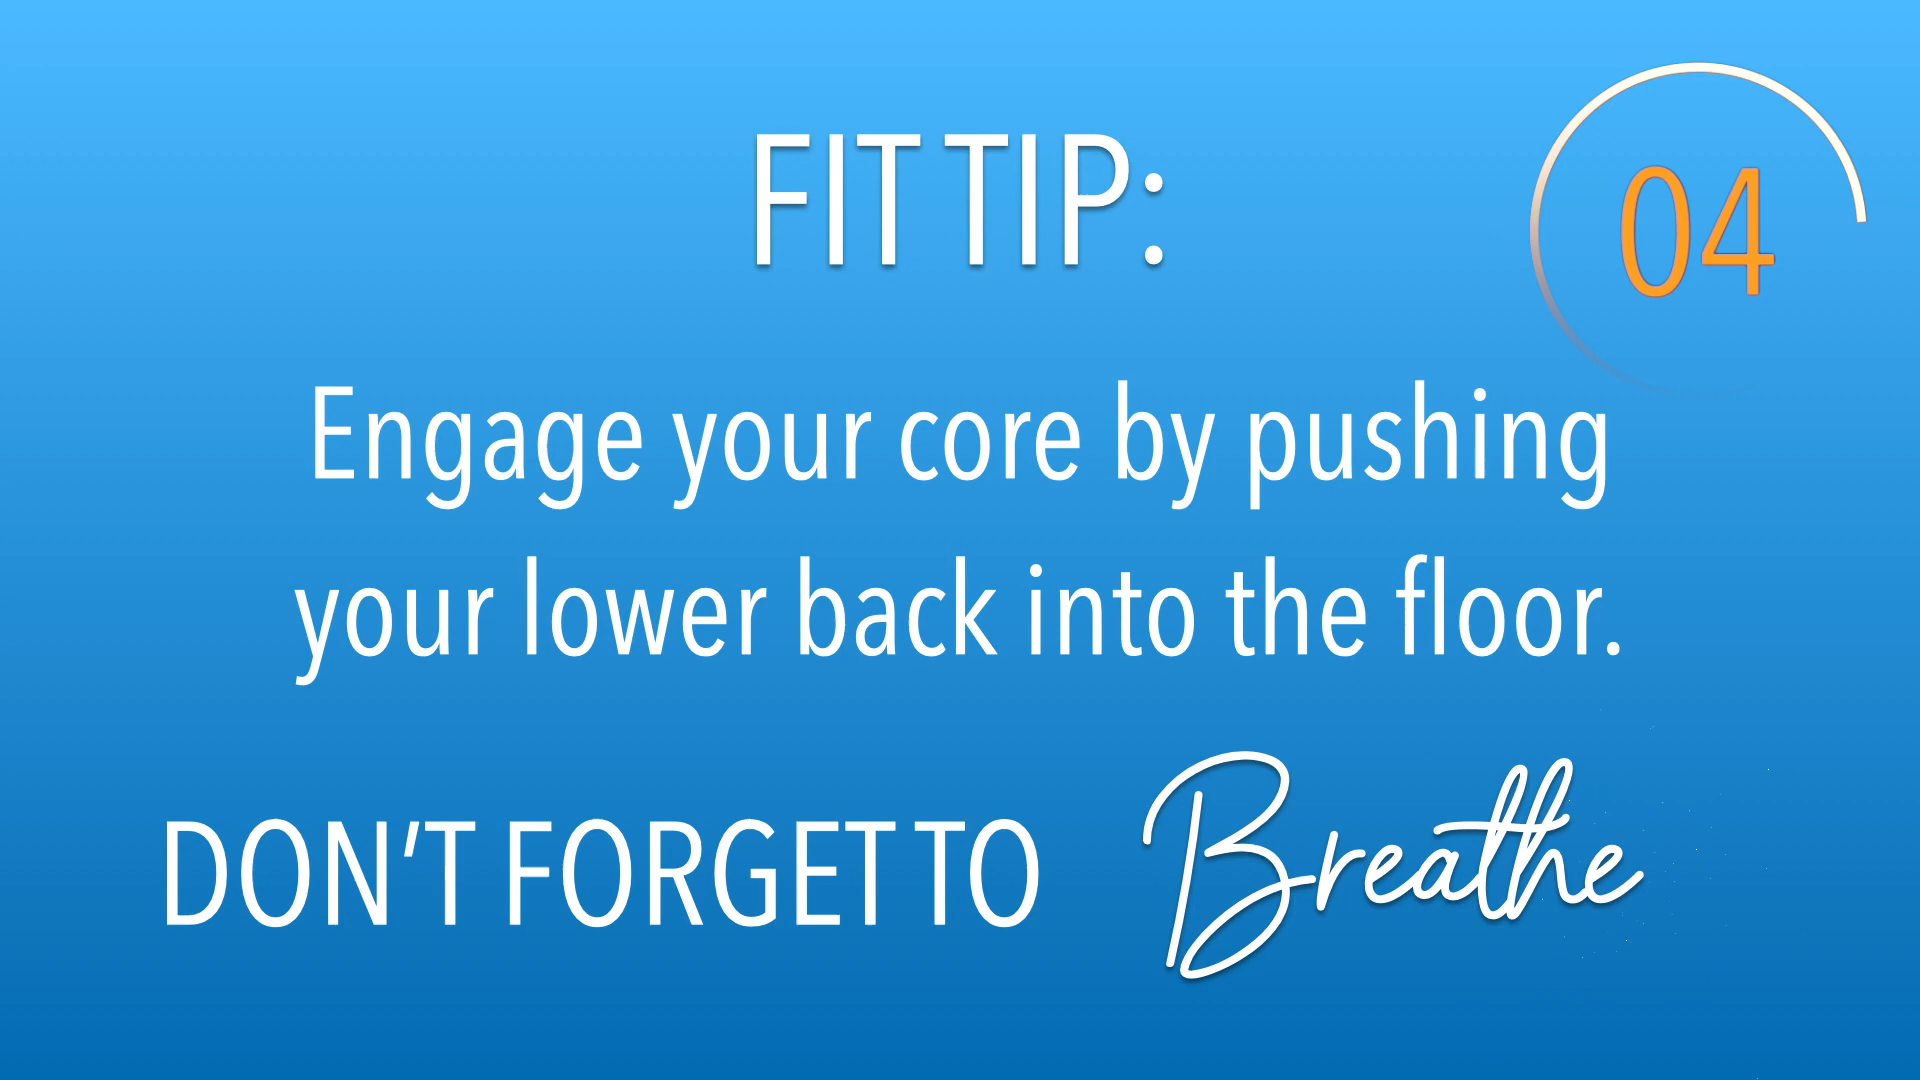 FIT TIP:
04
Engage your core by pushing
your lower back into the floor.
DON’T FORGET TO Breathe